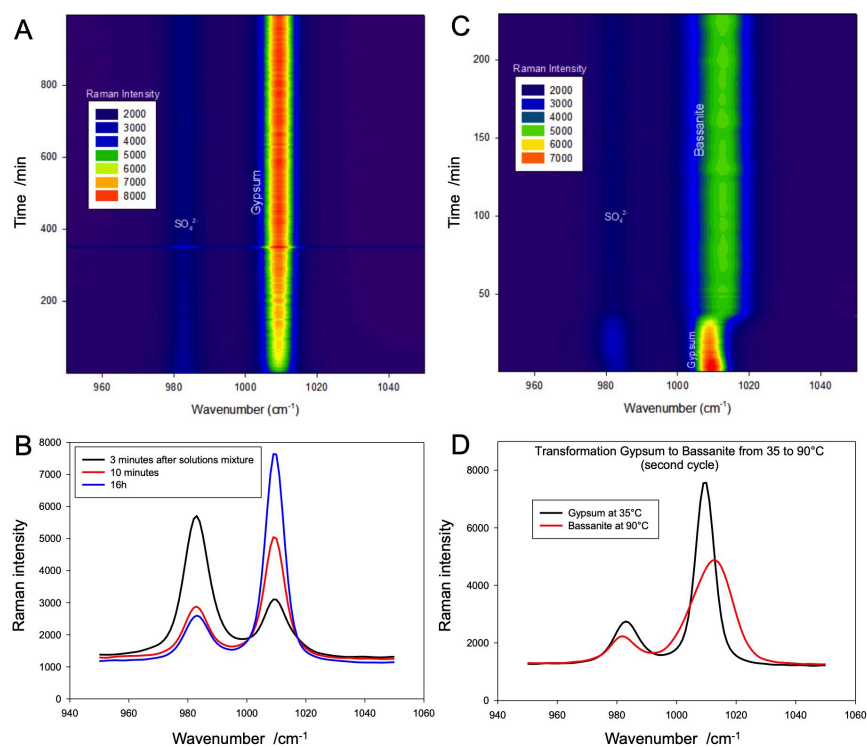 A
Raman Intensity
2000
3000
4000
5000
6000
7000
8000
SO₄²⁻
Gypsum
Time /min
800
600
400
200
960
980
1000
1020
1040
Wavenumber (cm⁻¹)
C
Raman Intensity
2000
3000
4000
5000
6000
7000
SO₄²⁻
Bassanite
Gypsum
Time /min
200
150
100
50
960
980
1000
1020
1040
Wavenumber (cm⁻¹)
B
3 minutes after solutions mixture
10 minutes
16h
Raman intensity
8000
7000
6000
5000
4000
3000
2000
1000
0
940
960
980
1000
1020
1040
1060
Wavenumber /cm⁻¹
D
Transformation Gypsum to Bassanite from 35 to 90°C
(second cycle)
Gypsum at 35°C
Bassanite at 90°C
Raman intensity
8000
6000
4000
2000
0
940
960
980
1000
1020
1040
1060
Wavenumber /cm⁻¹